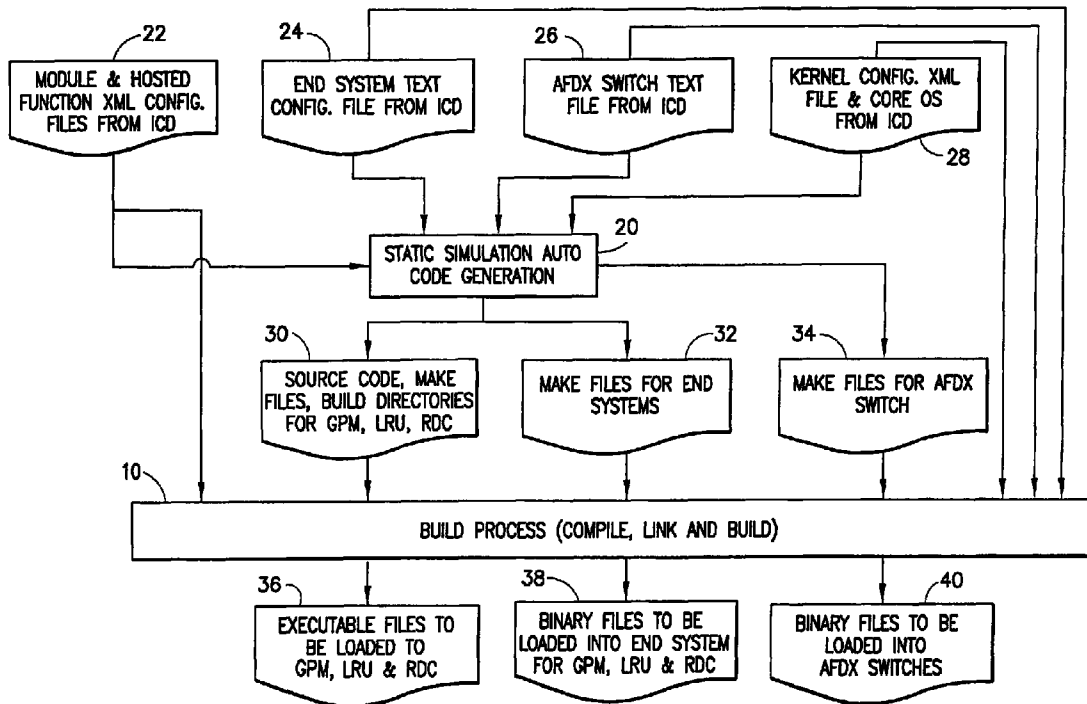 22
MODULE & HOSTED
FUNCTION XML CONFIG.
FILES FROM ICD
24
END SYSTEM TEXT
CONFIG. FILE FROM ICD
26
AFDX SWITCH TEXT
FILE FROM ICD
KERNEL CONFIG. XML
FILE & CORE OS
FROM ICD
28
20
STATIC SIMULATION AUTO
CODE GENERATION
30
SOURCE CODE, MAKE
FILES, BUILD DIRECTORIES
FOR GPM, LRU, RDC
32
MAKE FILES FOR END
SYSTEMS
34
MAKE FILES FOR AFDX
SWITCH
10
BUILD PROCESS (COMPILE, LINK AND BUILD)
36
EXECUTABLE FILES TO
BE LOADED TO
GPM, LRU & RDC
38
BINARY FILES TO BE
LOADED INTO END SYSTEM
FOR GPM, LRU & RDC
40
BINARY FILES TO BE
LOADED INTO
AFDX SWITCHES